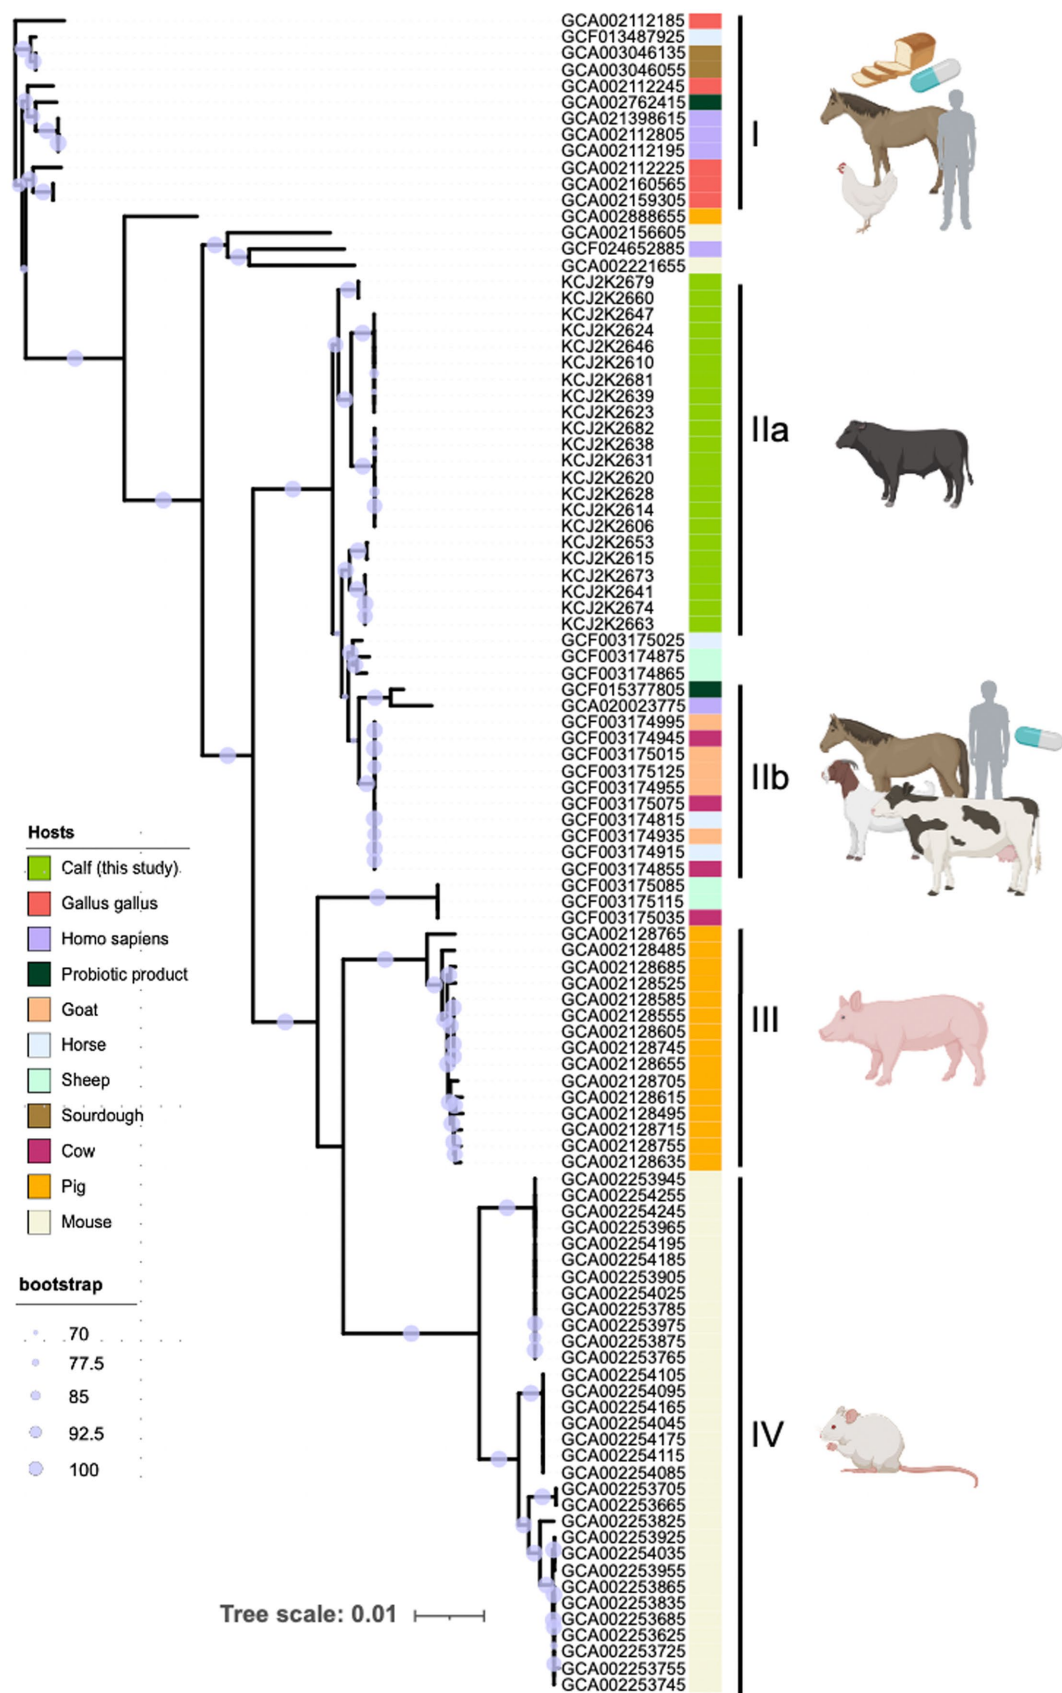 GCA002112185
GCF013487925
GCA003046135
GCA003046055
GCA002112245
GCA002762415
GCA021398615
GCA002112805
GCA002112195
GCA002112225
GCA002160565
GCA002159305
I
GCA002888655
GCA002156605
GCF024652885
GCA002221655
KCJ2K2679
KCJ2K2660
KCJ2K2647
KCJ2K2624
KCJ2K2646
KCJ2K2610
KCJ2K2681
KCJ2K2639
KCJ2K2623
KCJ2K2682
KCJ2K2638
KCJ2K2631
KCJ2K2620
KCJ2K2628
KCJ2K2614
KCJ2K2606
KCJ2K2653
KCJ2K2615
KCJ2K2673
KCJ2K2641
KCJ2K2674
KCJ2K2663
IIa
GCF003175025
GCF003174875
GCF003174865
GCF015377805
GCA020023775
GCF003174995
GCF003174945
GCF003175015
GCF003175125
GCF003174955
GCF003175075
GCF003174815
GCF003174935
GCF003174915
GCF003174855
IIb
GCF003175085
GCF003175115
GCF003175035
GCA002128765
GCA002128485
GCA002128685
GCA002128525
GCA002128585
GCA002128555
GCA002128605
GCA002128745
GCA002128655
GCA002128705
GCA002128615
GCA002128495
GCA002128715
GCA002128755
GCA002128635
III
GCA002253945
GCA002254255
GCA002254245
GCA002253965
GCA002254195
GCA002254185
GCA002253905
GCA002254025
GCA002253785
GCA002253975
GCA002253875
GCA002253765
GCA002254105
GCA002254095
GCA002254165
GCA002254045
GCA002254175
GCA002254115
GCA002254085
GCA002253705
GCA002253665
GCA002253825
GCA002253925
GCA002254035
GCA002253955
GCA002253865
GCA002253835
GCA002253685
GCA002253625
GCA002253725
GCA002253755
GCA002253745
IV
Hosts
Calf (this study)
Gallus gallus
Homo sapiens
Probiotic product
Goat
Horse
Sheep
Sourdough
Cow
Pig
Mouse
bootstrap
70
77.5
85
92.5
100
Tree scale: 0.01